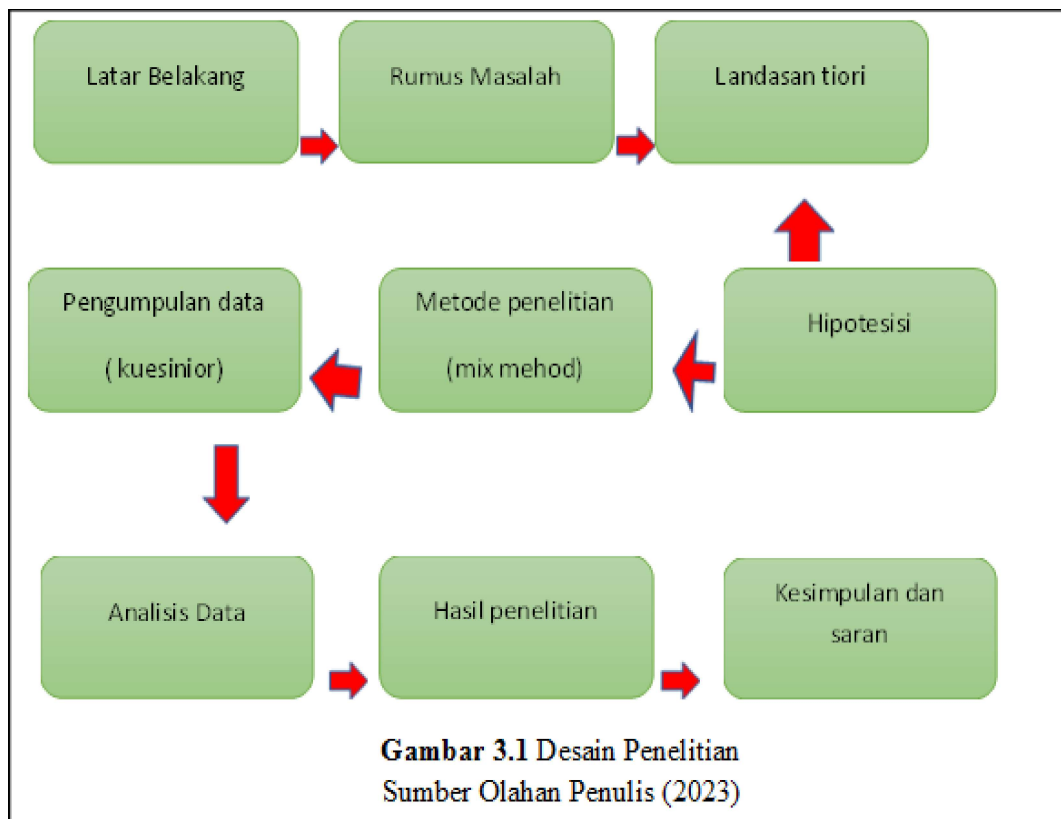 Latar Belakang
Rumus Masalah
Landasan tiori
Pengumpulan data
( kuesinior)
Metode penelitian
(mix mehod)
Hipotesisi
Analisis Data
Hasil penelitian
Kesimpulan dan
saran
Gambar 3.1 Desain Penelitian
Sumber Olahan Penulis (2023)